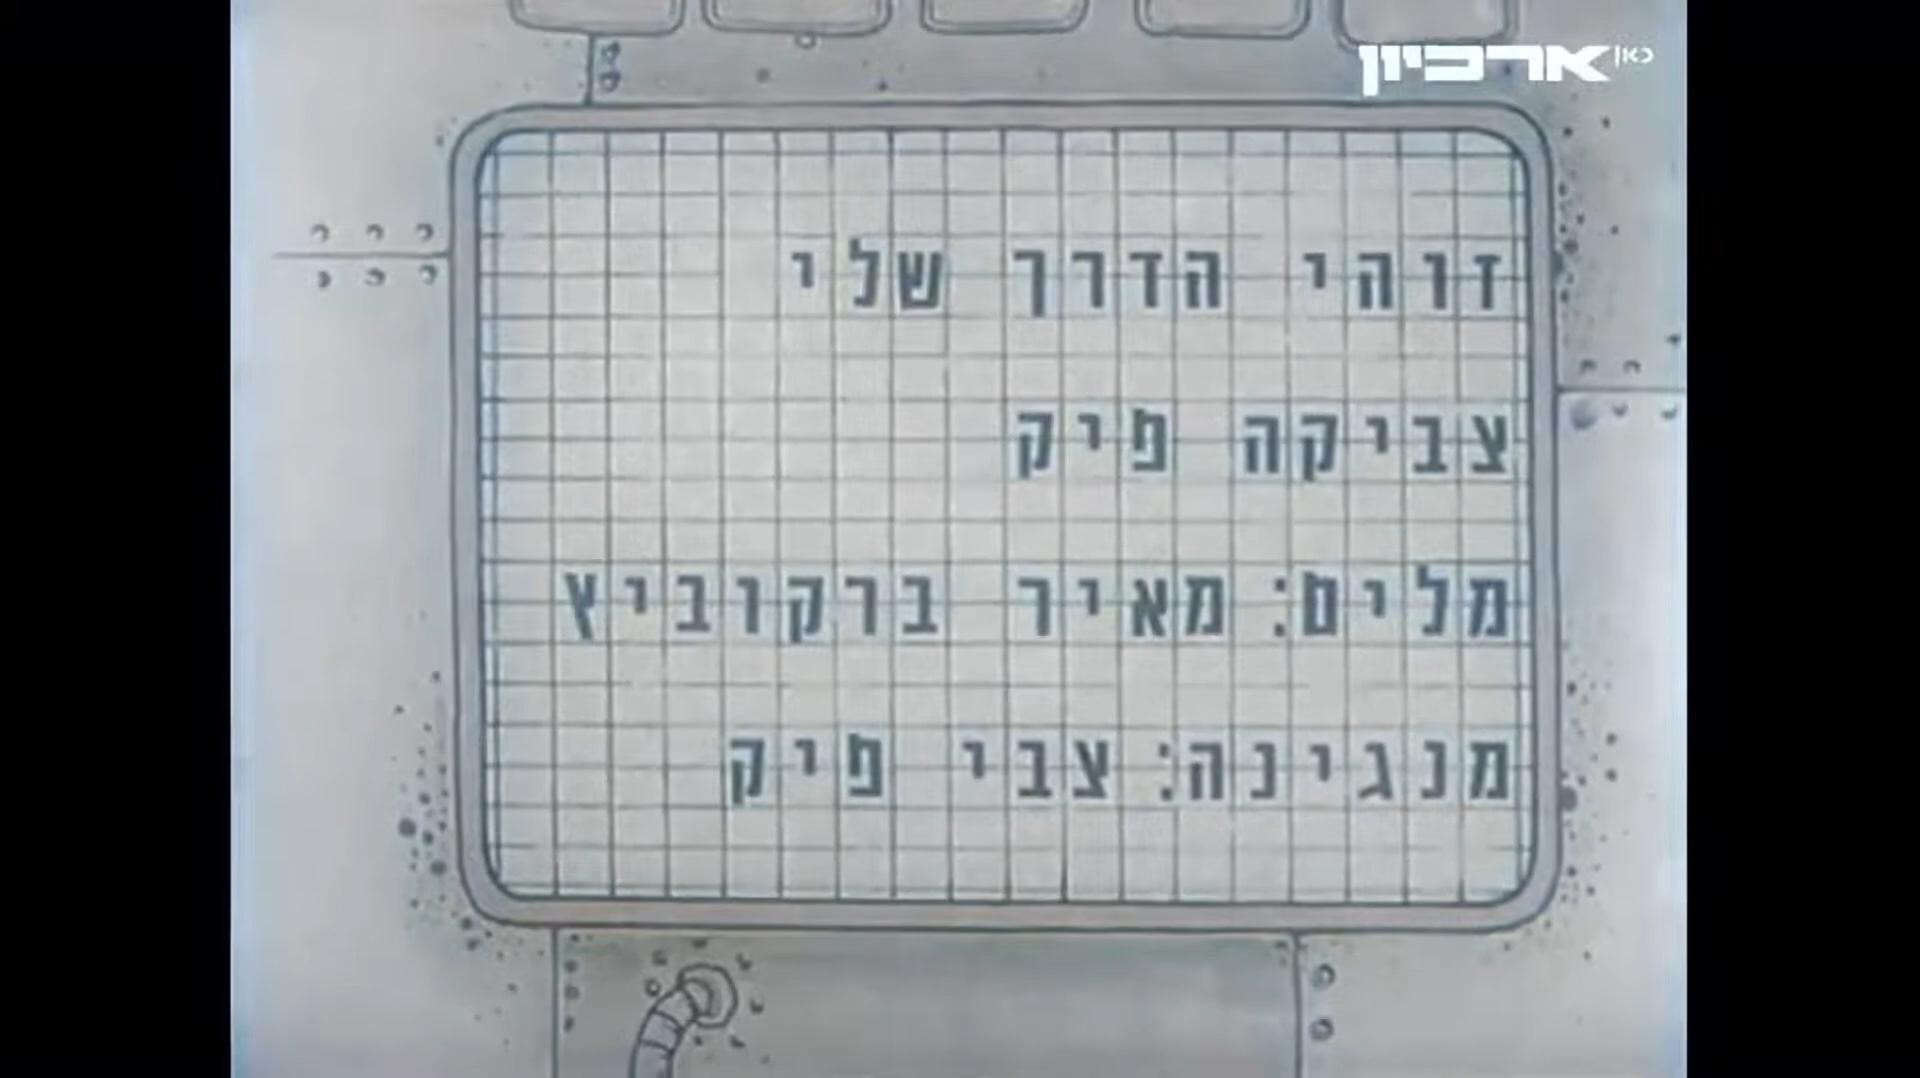 כאן ארכיון
זוהי הדרך שלי
צביקה פיק
מלים: מאיר ברקוביץ
מנגינה: צבי פיק